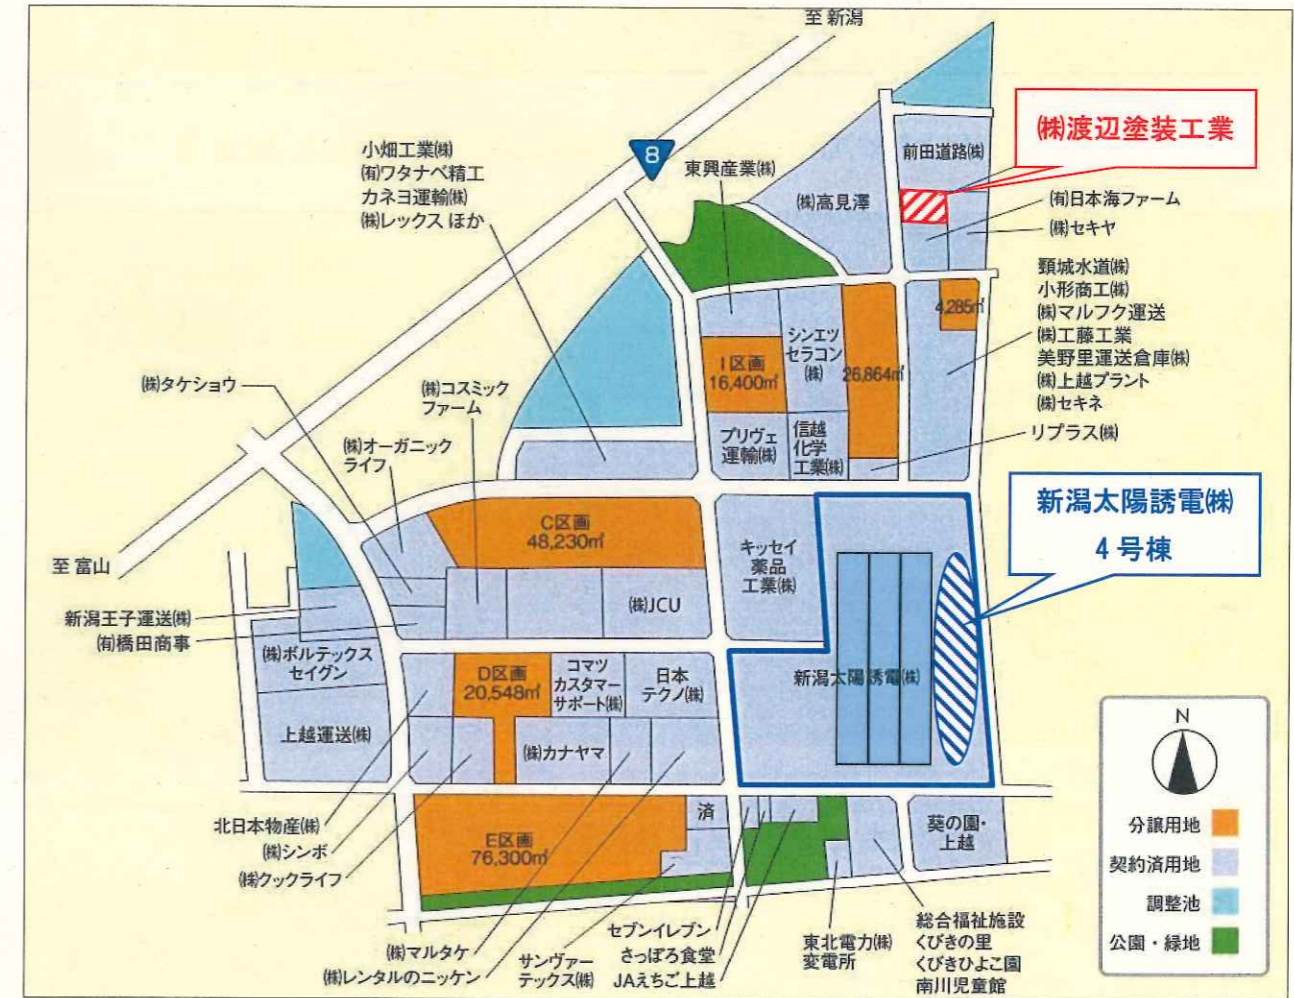 至 新潟
8
㈱渡辺塗装工業
小畑工業㈱
㈲ワタナベ精工
カネヨ運輸㈱
㈱レックス ほか
東興産業㈱
㈱高見澤
前田道路㈱
㈲日本海ファーム
㈱セキヤ
頸城水道㈱
小形商工㈱
㈱マルフク運送
㈱工藤工業
美野里運送倉庫㈱
㈱上越プラント
㈱セキネ
リプラス㈱
4,285㎡
シンエツ
セラコン
㈱
26,864㎡
I区画
16,400㎡
プリヴェ
運輸㈱
信越
化学
工業㈱
㈱タケショウ
㈱コスミック
ファーム
㈱オーガニック
ライフ
C区画
48,230㎡
キッセイ
薬品
工業㈱
新潟太陽誘電㈱
4号棟
至 富山
新潟王子運送㈱
㈲橋田商事
㈱JCU
㈱ボルテックス
セイグン
D区画
20,548㎡
コマツ
カスタマー
サポート㈱
日本
テクノ㈱
新潟太陽誘電㈱
上越運送㈱
㈱カナヤマ
北日本物産㈱
㈱シンボ
㈱クックライフ
E区画
76,300㎡
済
葵の園・
上越
㈱マルタケ
㈱レンタルのニッケン
サンヴァー
テックス㈱
セブンイレブン
さっぽろ食堂
JAえちご上越
東北電力㈱
変電所
総合福祉施設
くびきの里
くびきひよこ園
南川児童館
N
分譲用地
契約済用地
調整池
公園・緑地